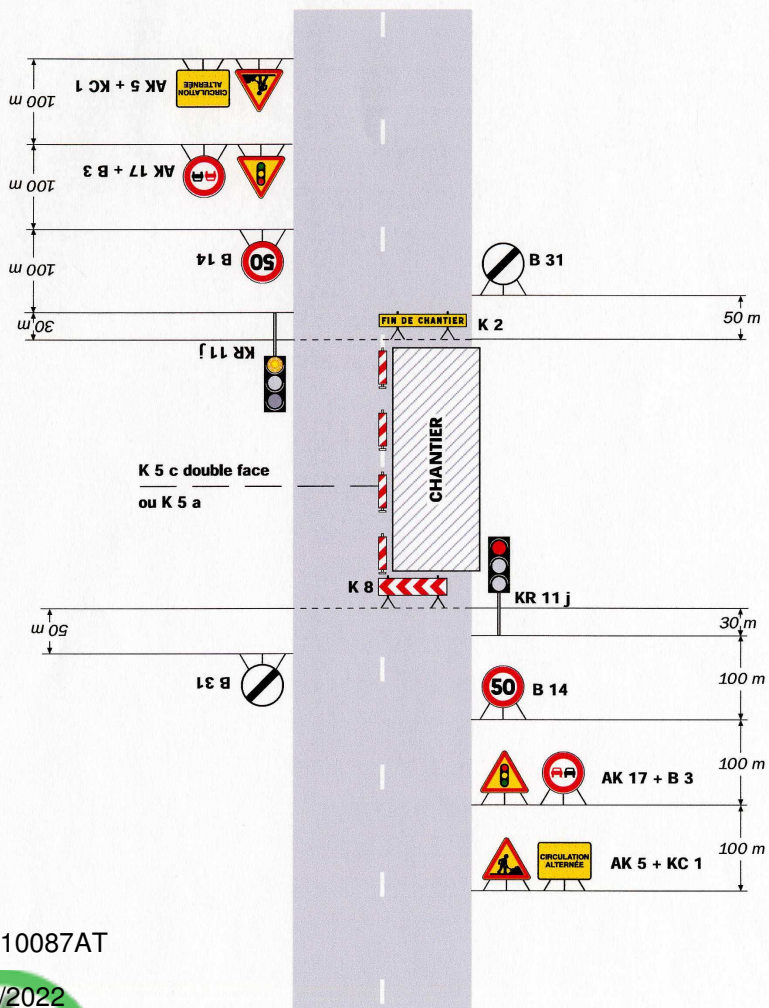 CIRCULATION
ALTERNÉE
AK 5 + KC 1
100 m
AK 17 + B 3
100 m
50
B 14
100 m
B 31
30 m
FIN DE CHANTIER
K 2
50 m
KR 11 j
CHANTIER
K 5 c double face
ou K 5 a
K 8
KR 11 j
50 m
30 m
B 31
50
B 14
100 m
AK 17 + B 3
100 m
CIRCULATION
ALTERNÉE
AK 5 + KC 1
100 m
10087AT
/2022